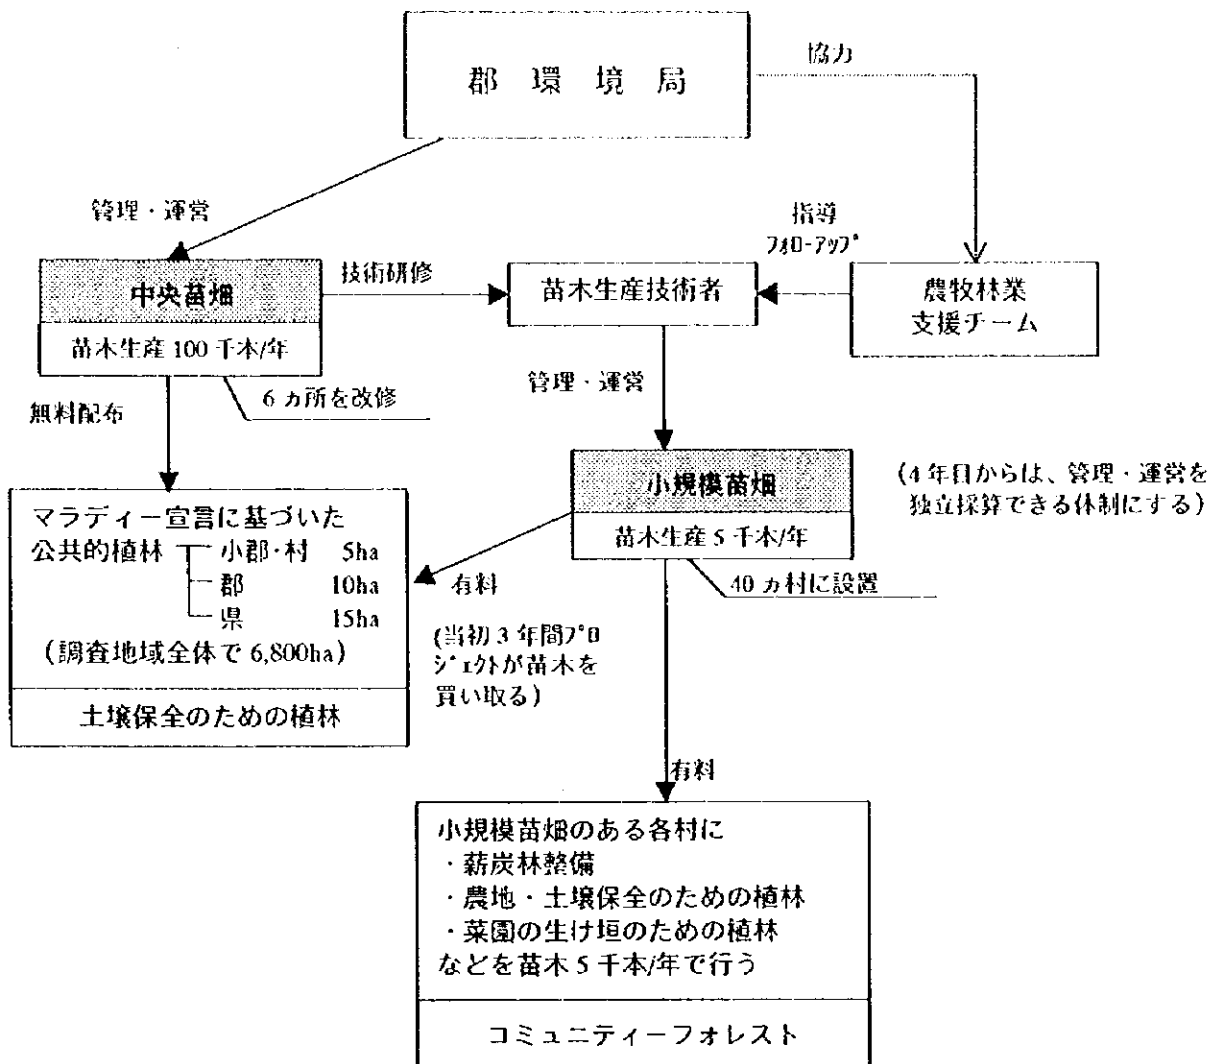 郡環境局
協力
管理・運営
指導
ﾌｫﾛｰｱｯﾌﾟ
中央苗畑
技術研修
苗木生産技術者
農牧林業
支援チーム
苗木生産 100 千本/年
6 ヵ所を改修
管理・運営
無料配布
小規模苗畑
(4 年目からは、管理・運営を
独立採算できる体制にする)
マラディー宣言に基づいた
公共的植林 小郡・村 5ha
郡 10ha
県 15ha
(調査地域全体で 6,800ha)
苗木生産 5 千本/年
40 ヵ村に設置
有料
(当初 3 年間ﾌﾟﾛ
ｼﾞｪｸﾄが苗木を
買い取る)
土壌保全のための植林
有料
小規模苗畑のある各村に
・薪炭林整備
・農地・土壌保全のための植林
・菜園の生け垣のための植林
などを苗木 5 千本/年で行う
コミュニティーフォレスト